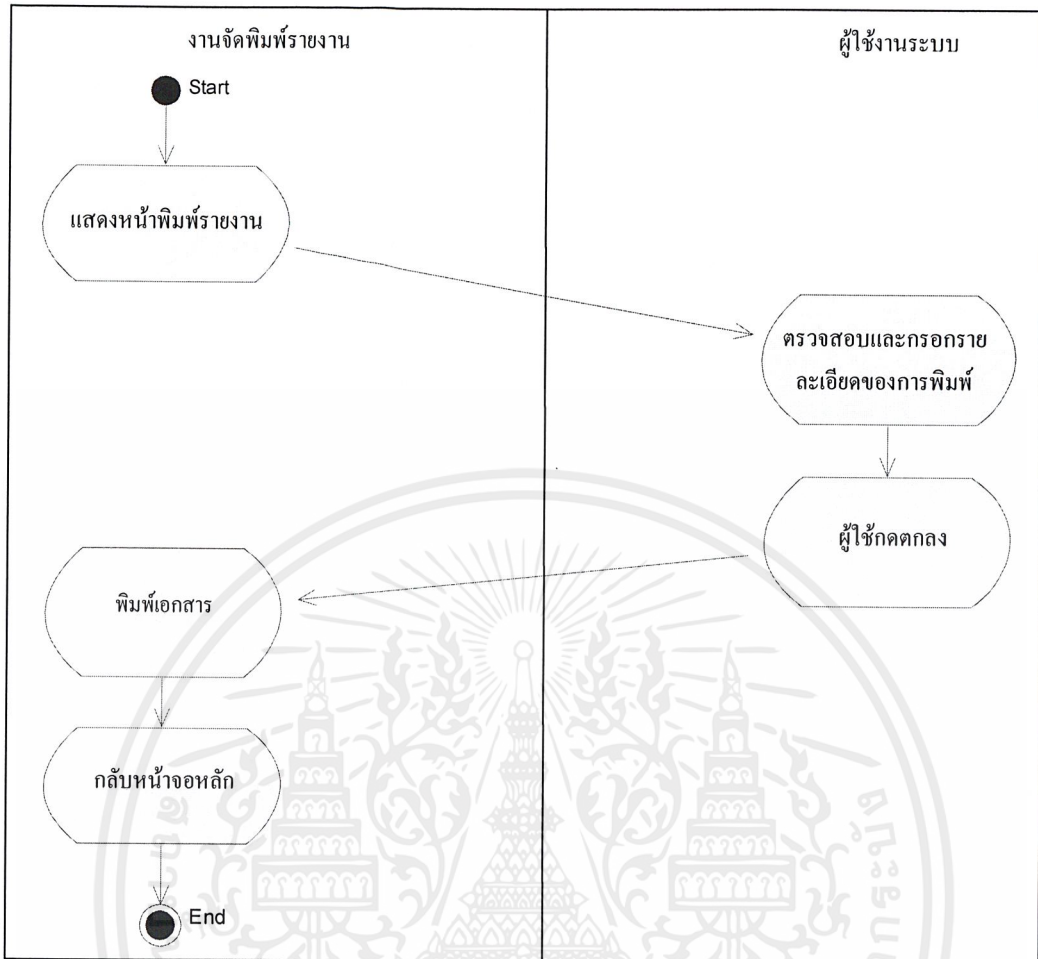 งานจัดพิมพ์รายงาน
ผู้ใช้งานระบบ
Start
แสดงหน้าพิมพ์รายงาน
ตรวจสอบและกรอกราย
ละเอียดของการพิมพ์
ผู้ใช้กดตกลง
พิมพ์เอกสาร
กลับหน้าจอหลัก
End